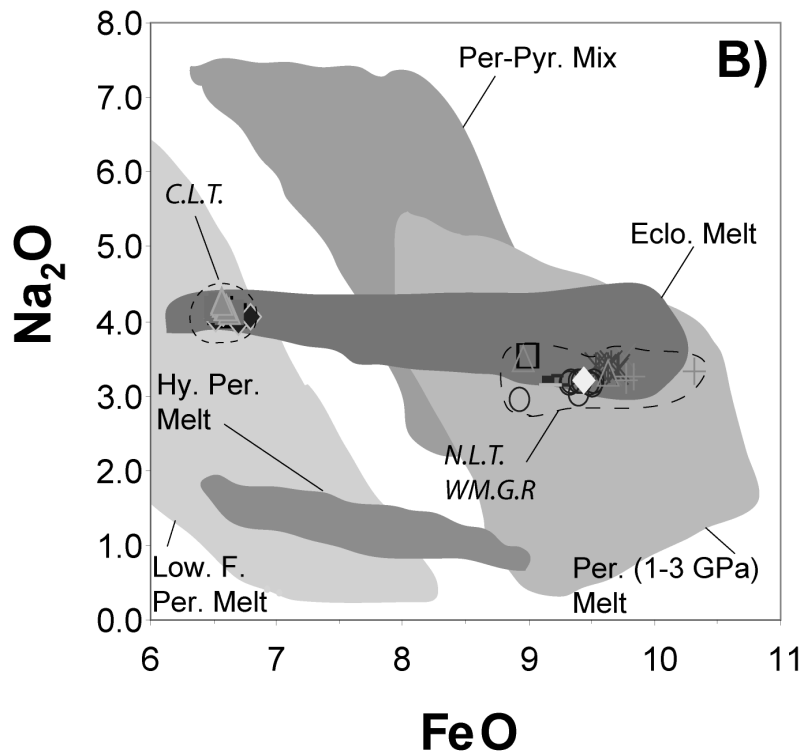 B)
Per-Pyr. Mix
C.L.T.
Eclo. Melt
Hy. Per.
Melt
N.L.T.
WM.G.R
Low. F.
Per. Melt
Per. (1-3 GPa)
Melt
8.0
7.0
6.0
5.0
4.0
3.0
2.0
1.0
0.0
Na₂O
6 7 8 9 10 11
FeO